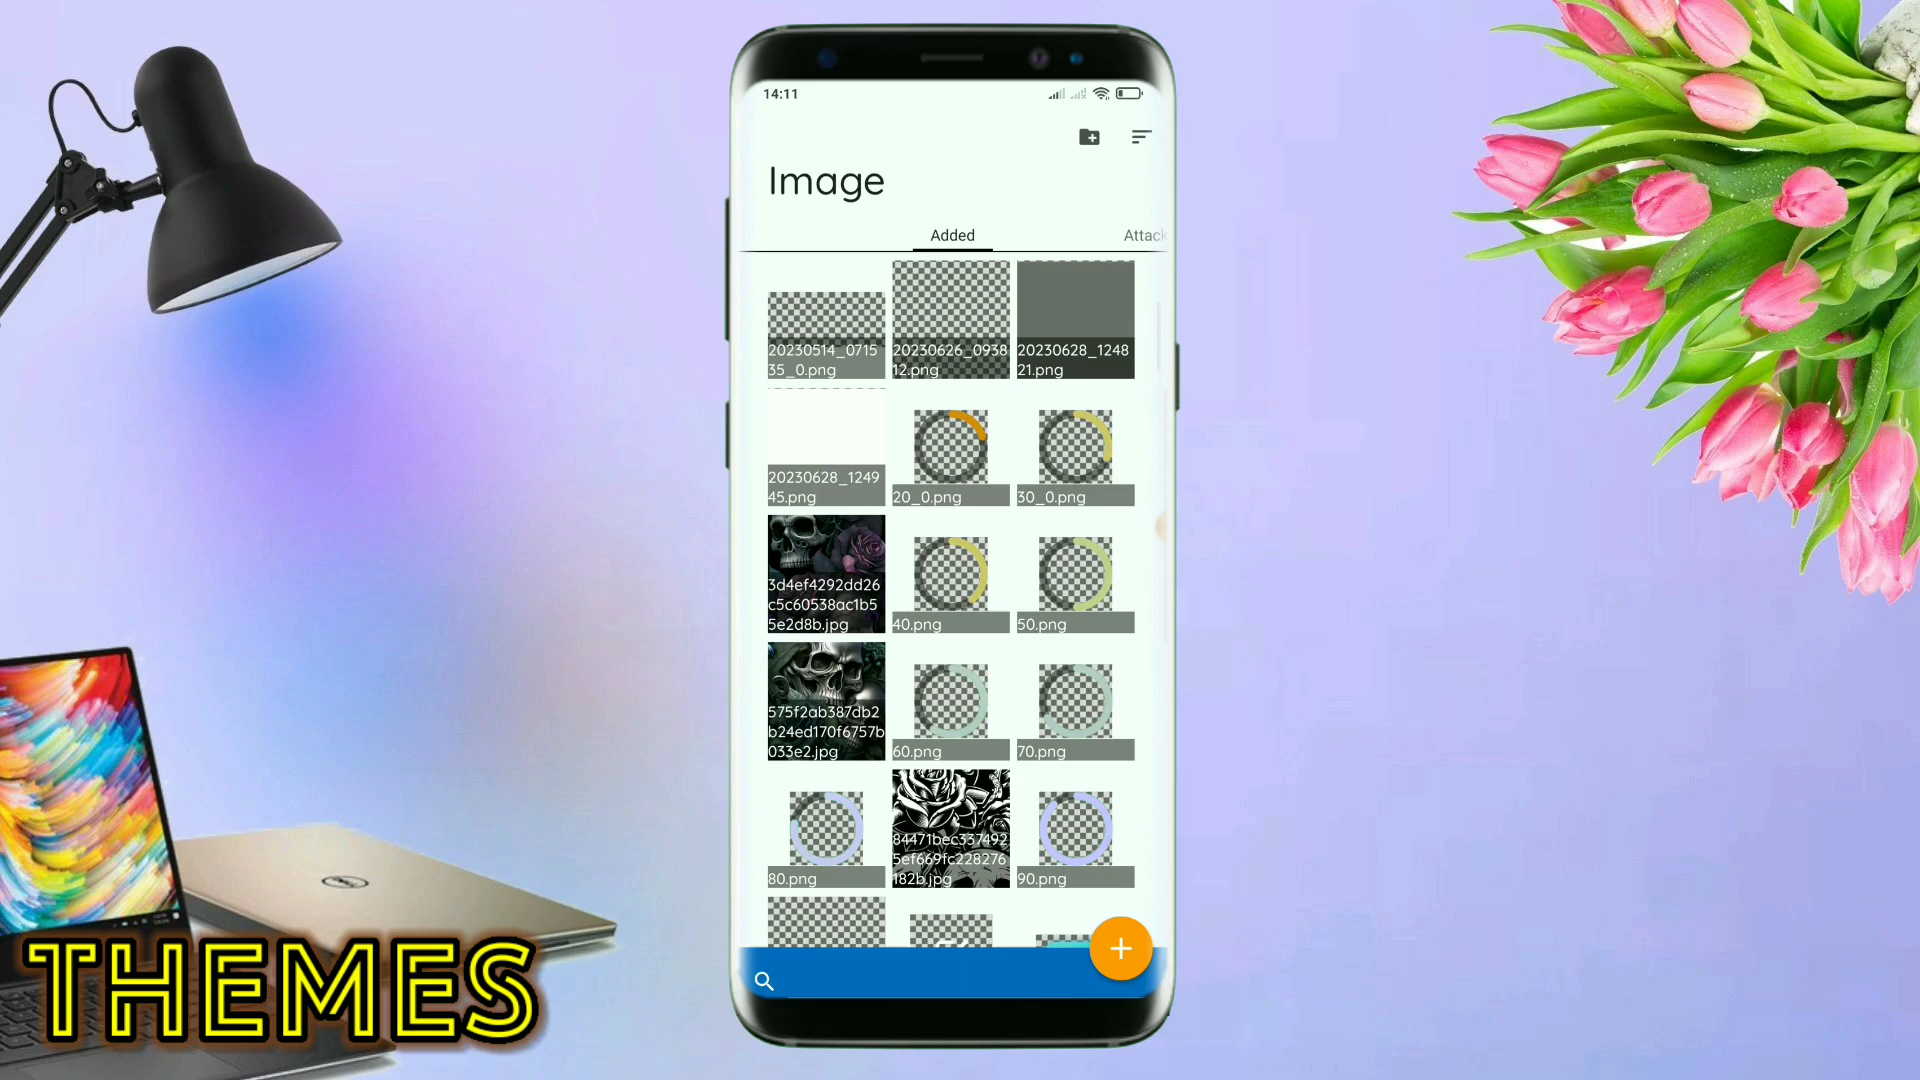 14:11
Image
Added
Attack
20230514_0715
35_0.png
20230626_0938
12.png
20230628_1248
21.png
20230628_1249
45.png
20_0.png
30_0.png
3d4ef4292dd26
c5c60538ac1b5
5e2d8b.jpg
40.png
50.png
575f2ab387db2
b24ed170f6757b
033e2.jpg
60.png
70.png
80.png
84471bec337492
5ef669fc228276
182b.jpg
90.png
DELL
THEMES